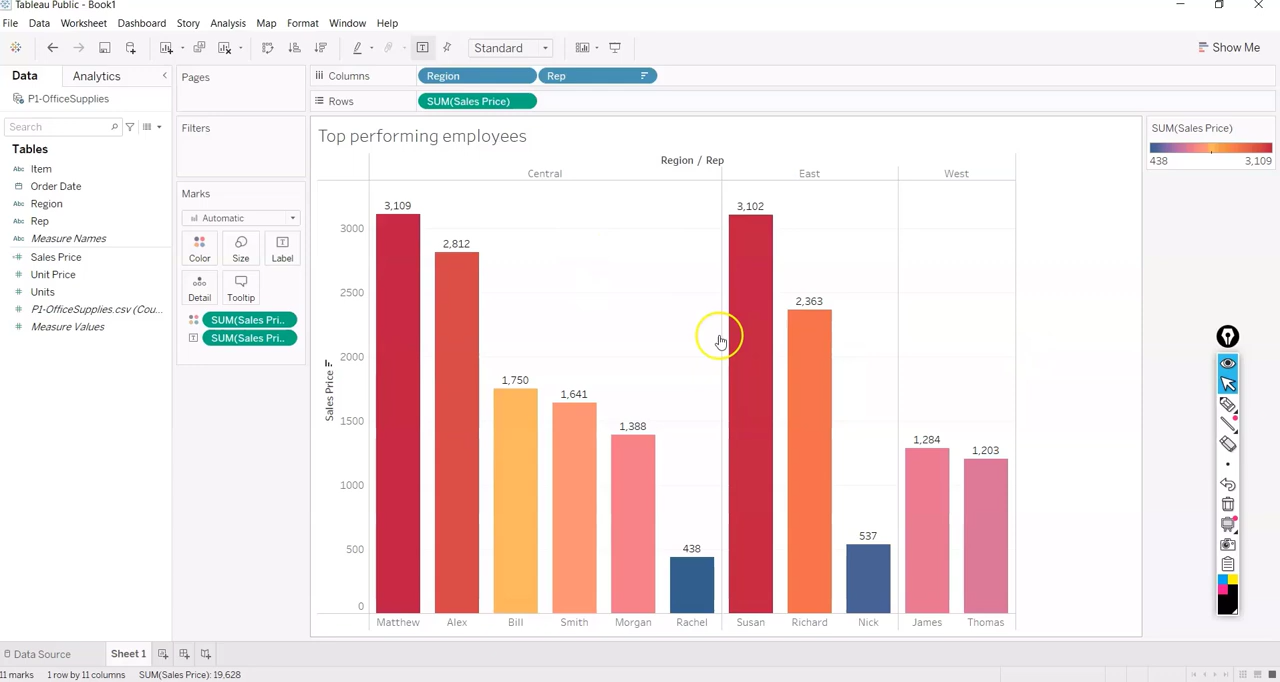 Tableau Public - Book1
File Data Worksheet Dashboard Story Analysis Map Format Window Help
Standard
Show Me
Data Analytics
P1-OfficeSupplies
Search
Tables
Abc Item
Order Date
Abc Region
Abc Rep
Abc Measure Names
Sales Price
Unit Price
Units
P1-OfficeSupplies.csv (Cou...
Measure Values
Pages
Filters
Marks
Automatic
Color Size Label
Detail Tooltip
SUM(Sales Pri..
SUM(Sales Pri..
Columns Region Rep
Rows SUM(Sales Price)
Top performing employees
Region / Rep
Central East West
Sales Price
3000
2500
2000
1500
1000
500
0
3,109
2,812
1,750
1,641
1,388
438
3,102
2,363
537
1,284
1,203
Matthew Alex Bill Smith Morgan Rachel Susan Richard Nick James Thomas
SUM(Sales Price)
438 3,109
Data Source Sheet 1
11 marks 1 row by 11 columns SUM(Sales Price): 19,628